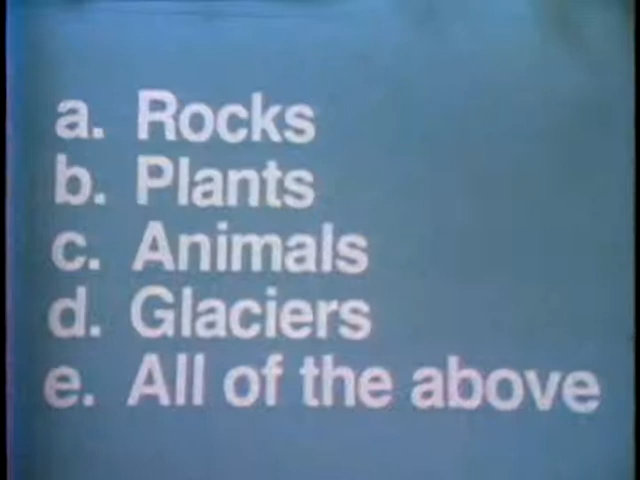 a. Rocks
b. Plants
c. Animals
d. Glaciers
e. All of the above